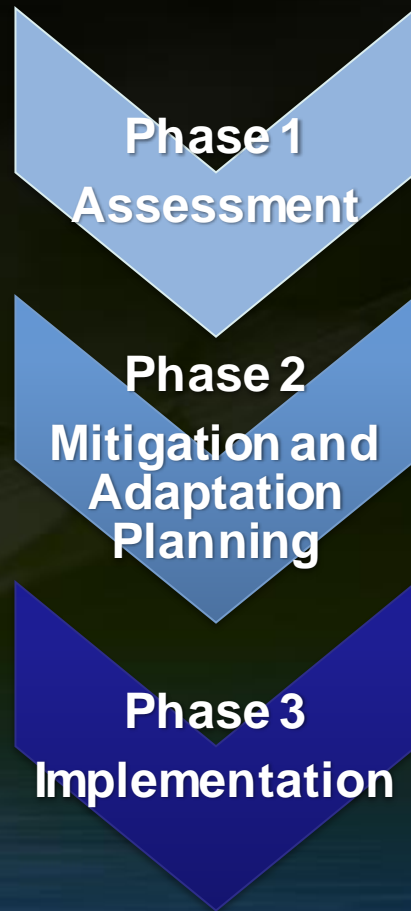 Phase 1
Assessment
Phase 2
Mitigation and
Adaptation
Planning
Phase 3
Implementation